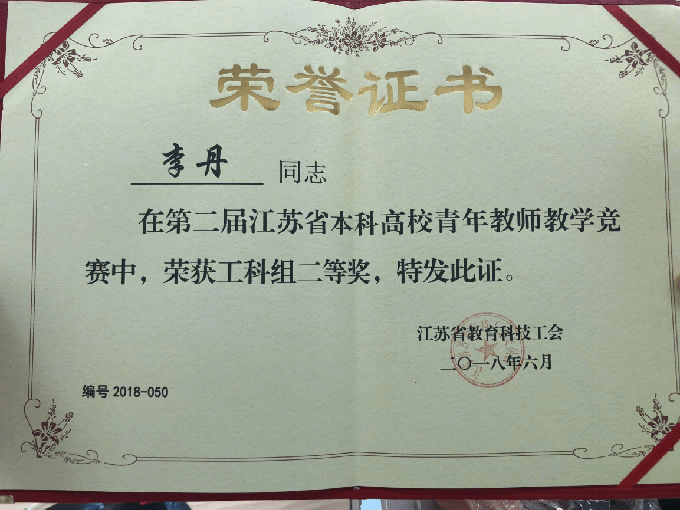 荣誉证书
李丹 同志
在第二届江苏省本科高校青年教师教学竞
赛中，荣获工科组二等奖，特发此证。
江苏省教育科技工会
二〇一八年六月
编号 2018-050